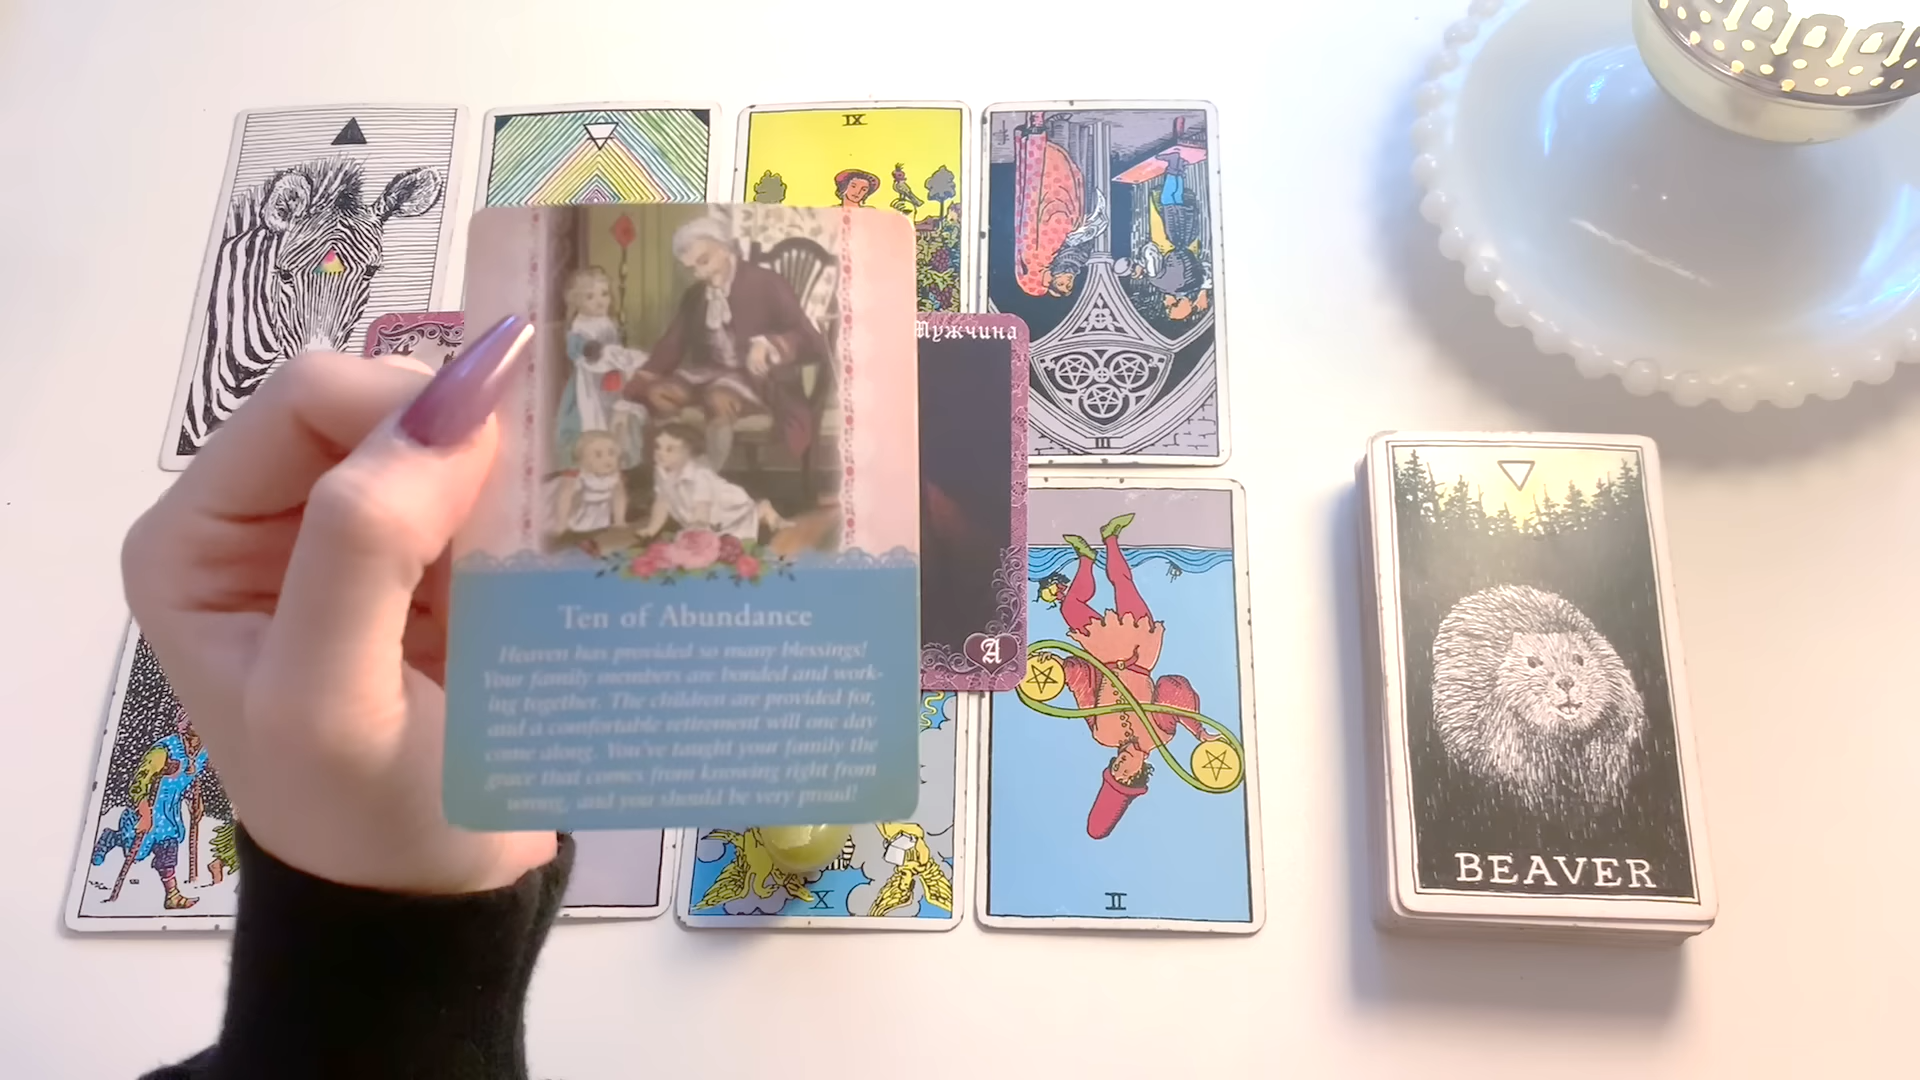 IX
Мужчина
III
A
Ten of Abundance
Heaven has provided so many blessings!
Your family members are bonded and work-
ing together. The children are provided for,
and a comfortable retirement will one day
come along. You've taught your family the
grace that comes from knowing right from
wrong, and you should be very proud!
X
II
BEAVER